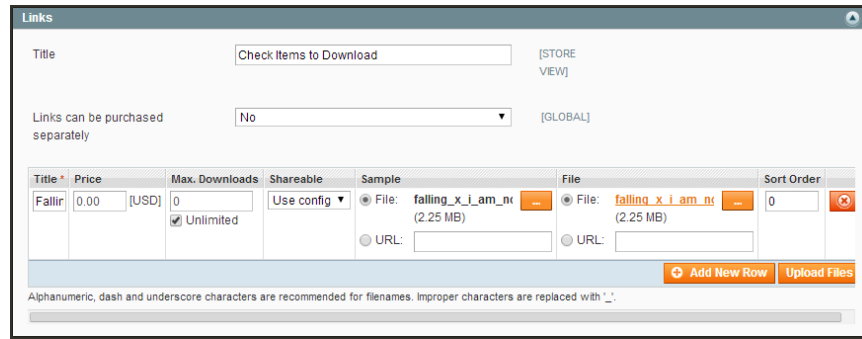 Links
Title
Check Items to Download
[STORE
VIEW]
Links can be purchased
separately
No
[GLOBAL]
Title * Price Max. Downloads Shareable Sample File Sort Order
Fallir 0.00 [USD] 0 Use config File: falling_x_i_am_no ... File: falling_x_i_am_no ... 0
Unlimited (2.25 MB) (2.25 MB)
URL: URL:
Add New Row Upload Files
Alphanumeric, dash and underscore characters are recommended for filenames. Improper characters are replaced with '_'.